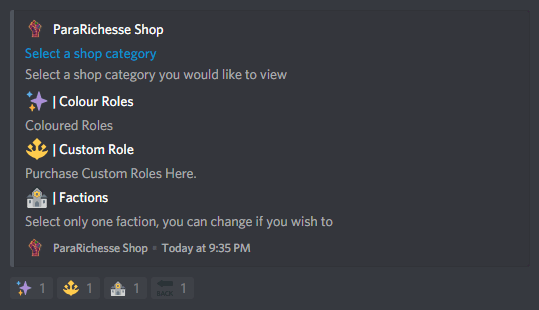 ParaRichesse Shop
Select a shop category
Select a shop category you would like to view
| Colour Roles
Coloured Roles
| Custom Role
Purchase Custom Roles Here.
| Factions
Select only one faction, you can change if you wish to
ParaRichesse Shop • Today at 9:35 PM
1 1 1 BACK 1